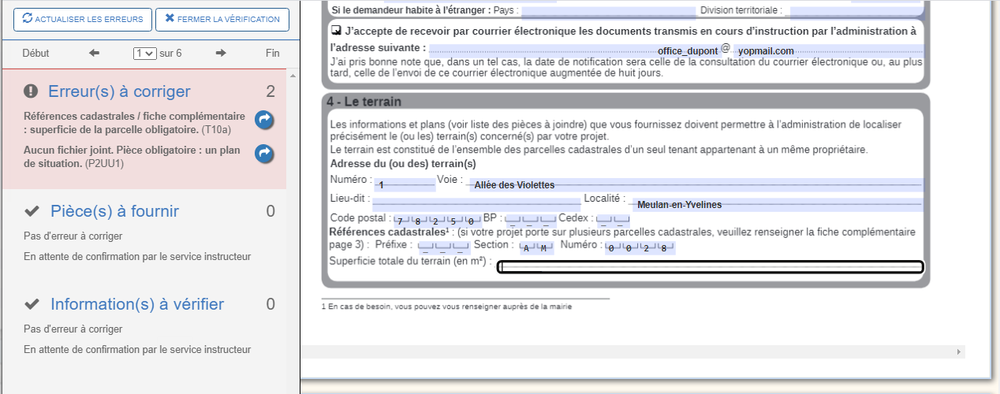 ACTUALISER LES ERREURS
FERMER LA VÉRIFICATION
Début 1 sur 6 Fin
Erreur(s) à corriger 2
Références cadastrales / fiche complémentaire
: superficie de la parcelle obligatoire. (T10a)
Aucun fichier joint. Pièce obligatoire : un plan
de situation. (P2UU1)
Pièce(s) à fournir 0
Pas d'erreur à corriger
En attente de confirmation par le service instructeur
Information(s) à vérifier 0
Pas d'erreur à corriger
En attente de confirmation par le service instructeur
Si le demandeur habite à l'étranger : Pays : Division territoriale :
J'accepte de recevoir par courrier électronique les documents transmis en cours d'instruction par l'administration à
l'adresse suivante : office_dupont @ yopmail.com
J'ai pris bonne note que, dans un tel cas, la date de notification sera celle de la consultation du courrier électronique ou, au plus
tard, celle de l'envoi de ce courrier électronique augmentée de huit jours.
4 - Le terrain
Les informations et plans (voir liste des pièces à joindre) que vous fournissez doivent permettre à l'administration de localiser
précisément le (ou les) terrain(s) concerné(s) par votre projet.
Le terrain est constitué de l'ensemble des parcelles cadastrales d'un seul tenant appartenant à un même propriétaire.
Adresse du (ou des) terrain(s)
Numéro : 1 Voie : Allée des Violettes
Lieu-dit : Localité : Meulan-en-Yvelines
Code postal : 7 8 2 5 0 BP : _ _ _ Cedex : _ _
Références cadastrales¹ : (si votre projet porte sur plusieurs parcelles cadastrales, veuillez renseigner la fiche complémentaire
page 3) : Préfixe : _ _ _ Section : A M Numéro : 0 0 2 8
Superficie totale du terrain (en m²) :
1 En cas de besoin, vous pouvez vous renseigner auprès de la mairie